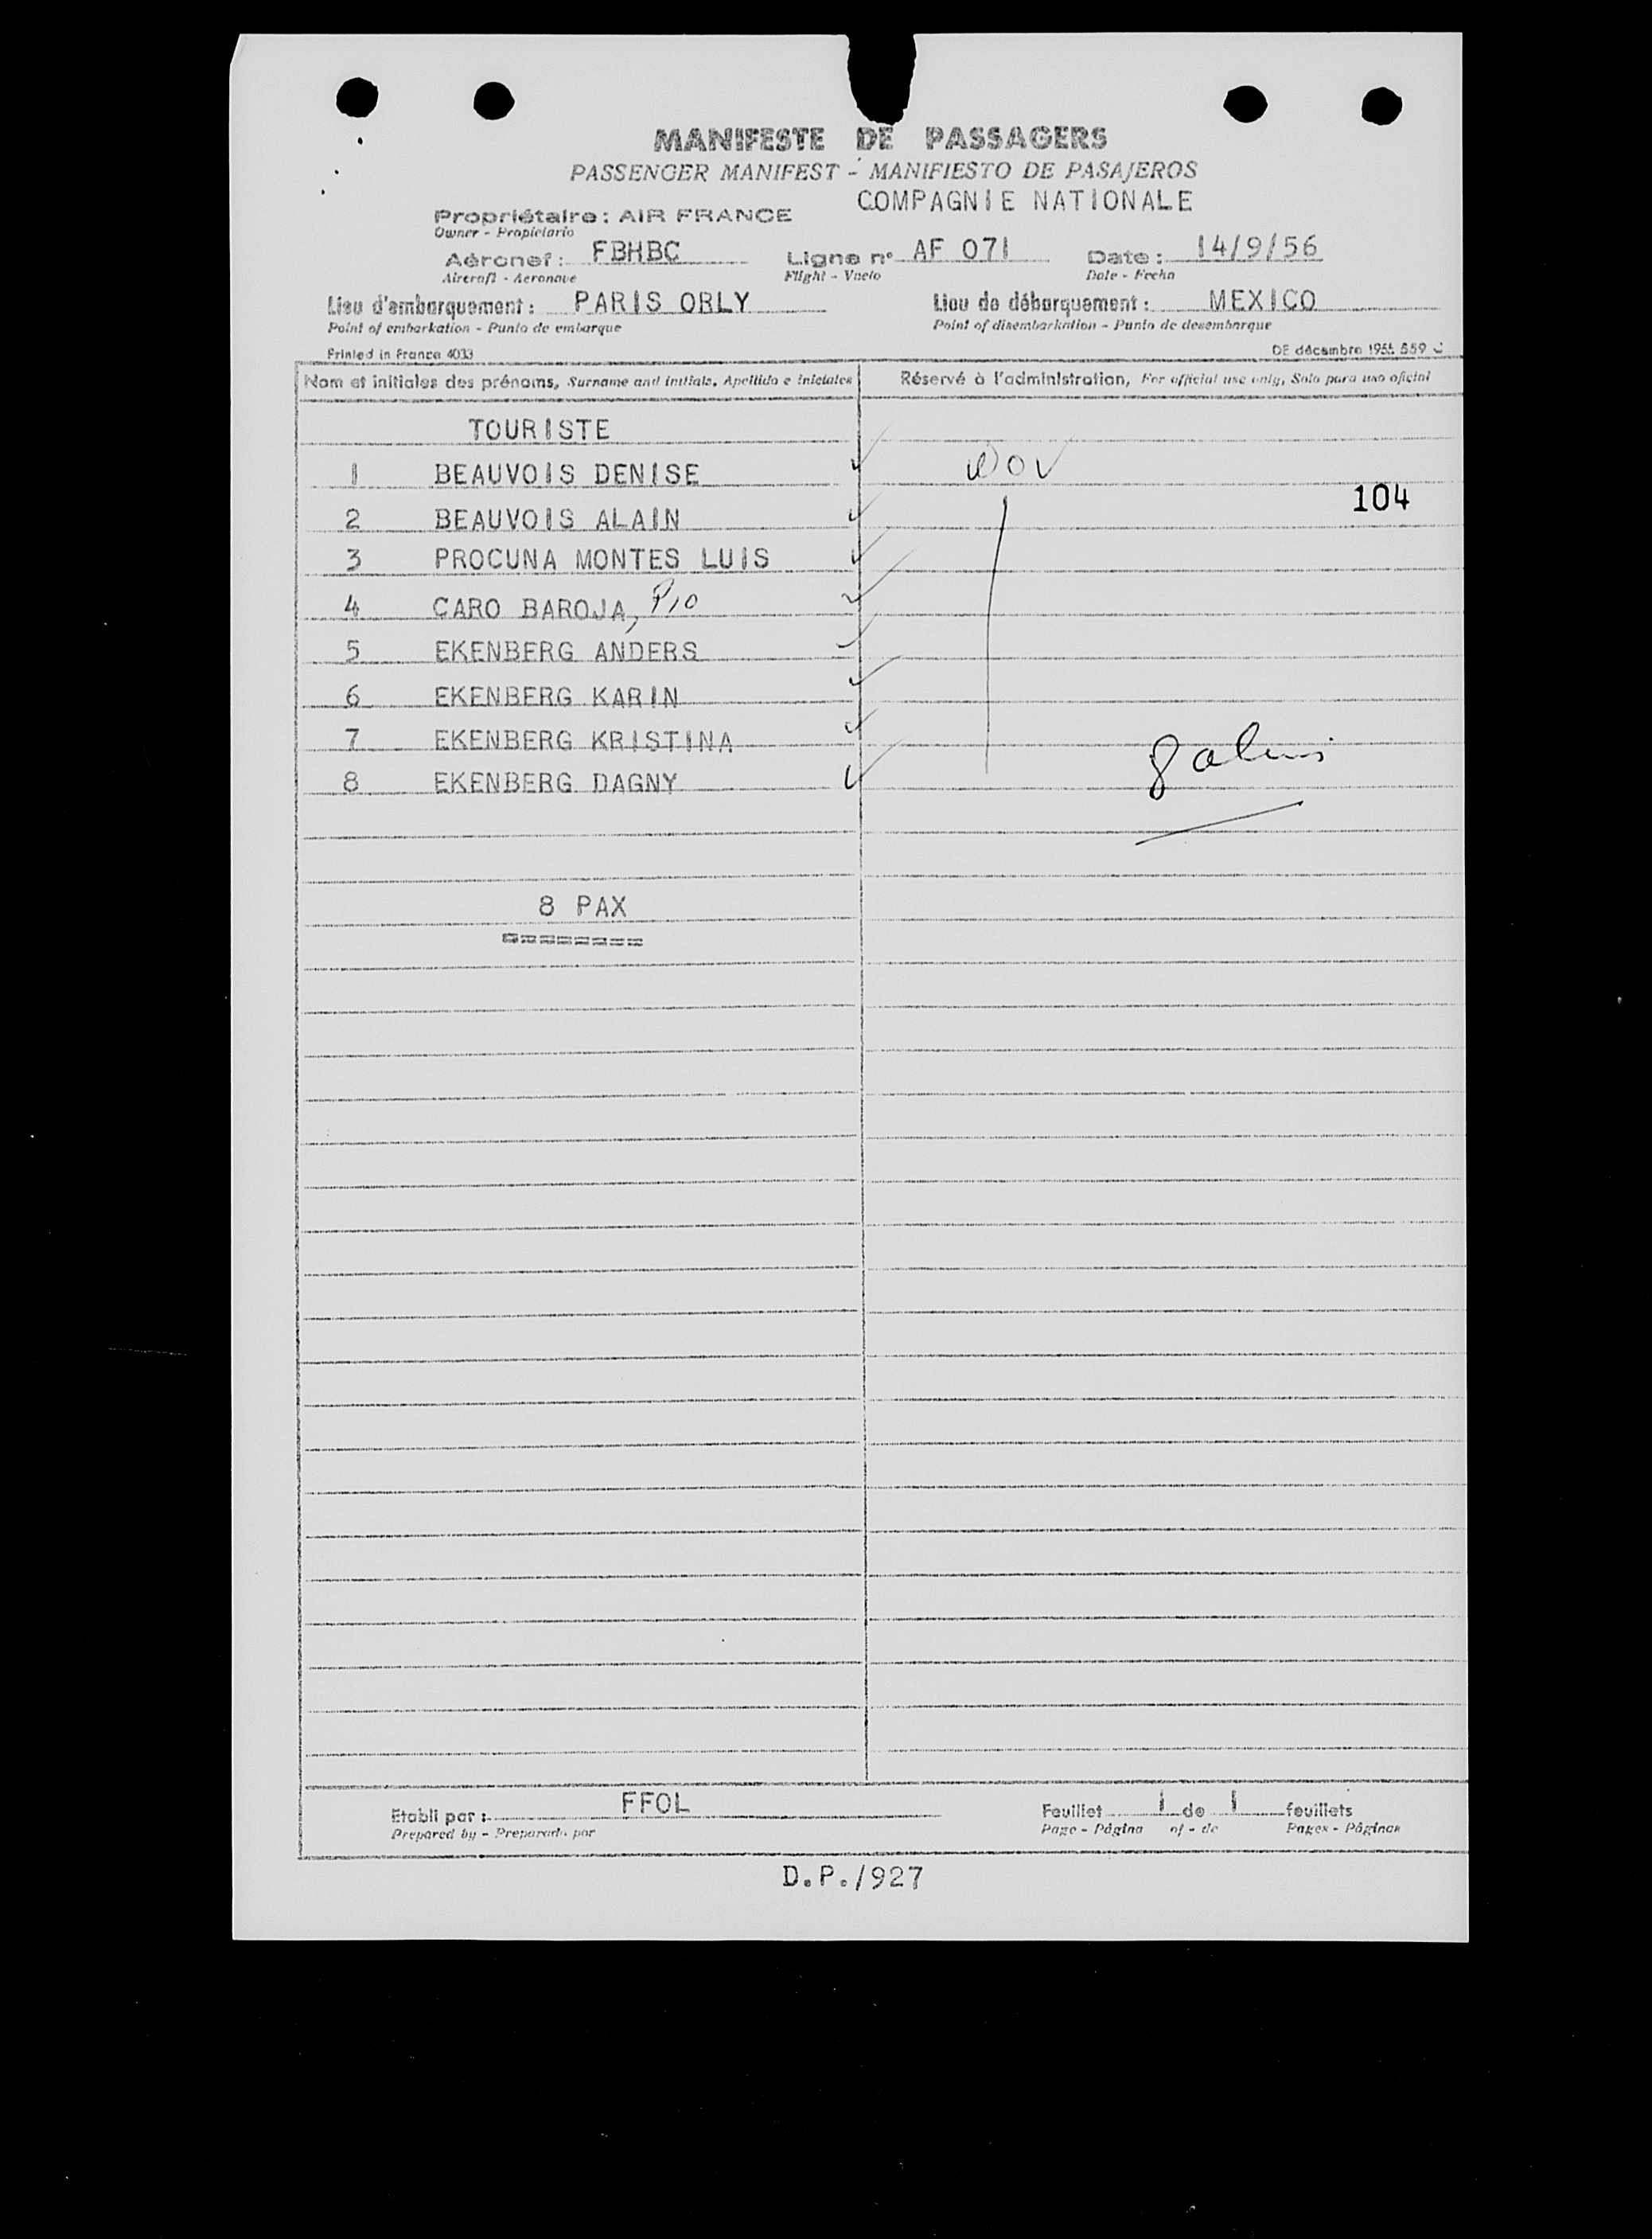 MANIFESTE DE PASSAGERS
PASSENGER MANIFEST - MANIFIESTO DE PASAJEROS
COMPAGNIE NATIONALE
Propriétaire : AIR FRANCE
Owner - Propietario
Aéronef : FBHBC Ligne n° AF 071 Date : 14/9/56
Aircraft - Aeronave Flight - Vuelo Date - Fecha
Lieu d'embarquement : PARIS ORLY Lieu de débarquement : MEXICO
Point of embarkation - Punto de embarque Point of disembarkation - Punto de desembarque
Printed in France 4033 DE décembre 1955 559
Nom et initiales des prénoms, Surname and initials, Apellido e iniciales Réservé à l'administration, For official use only, Solo para uso oficial
TOURISTE
1 BEAUVOIS DENISE
104
2 BEAUVOIS ALAIN
3 PROCUNA MONTES LUIS
4 CARO BAROJA, Pio
5 EKENBERG ANDERS
6 EKENBERG KARIN
7 EKENBERG KRISTINA
8 EKENBERG DAGNY
8 PAX
=========
Etabli par : FFOL Feuillet 1 de 1 feuillets
Prepared by - Preparado por Page - Página of - de Pages - Páginas
D.P./927